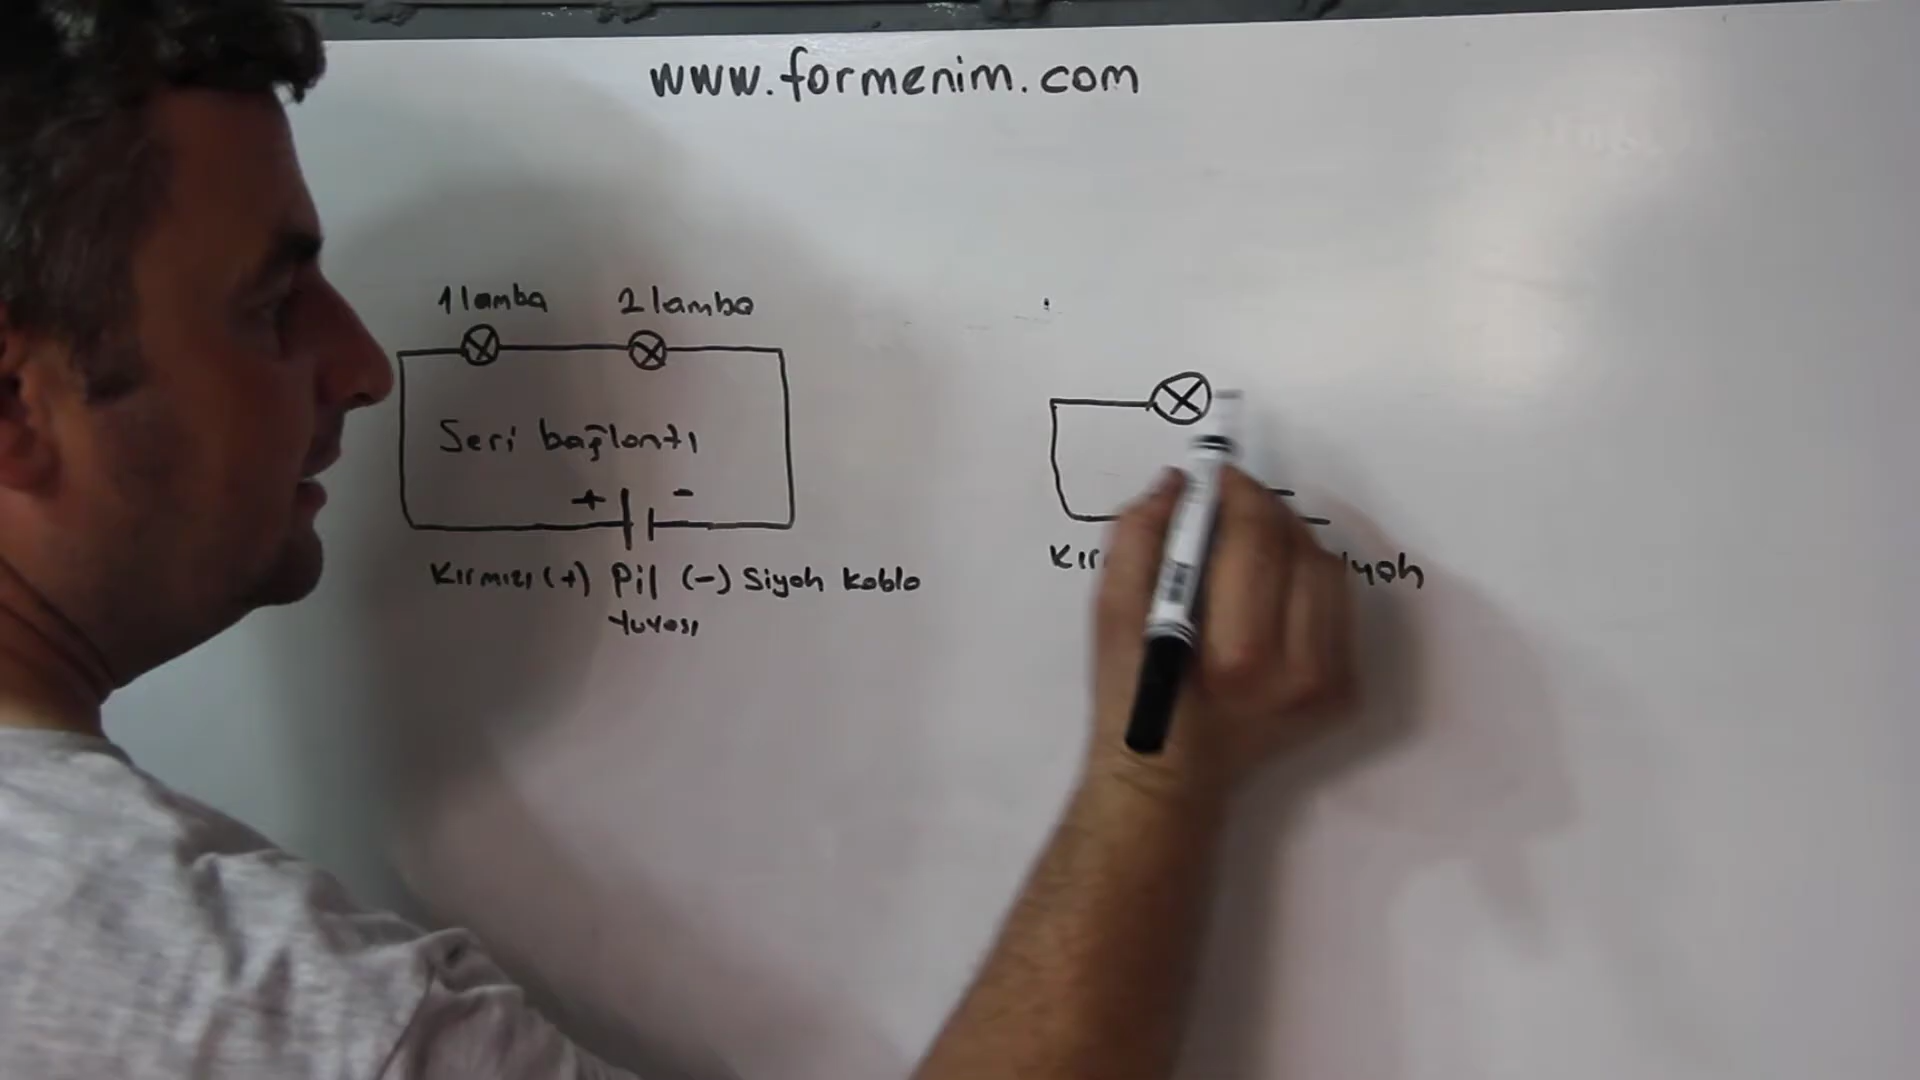 www.formenim.com
1 lamba 2 lamba
Seri bağlantı
+ -
Kırmızı (+) Pil (-) Siyah kablo
Yuvası